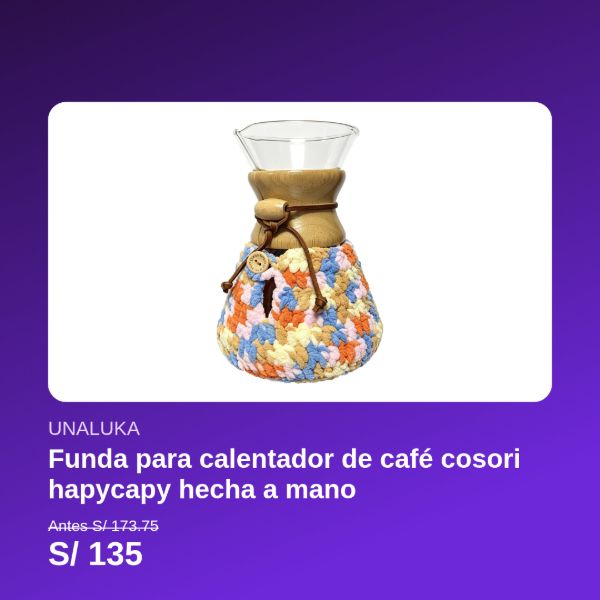 UNALUKA
Funda para calentador de café cosori
hapycapy hecha a mano
Antes S/ 173.75
S/ 135